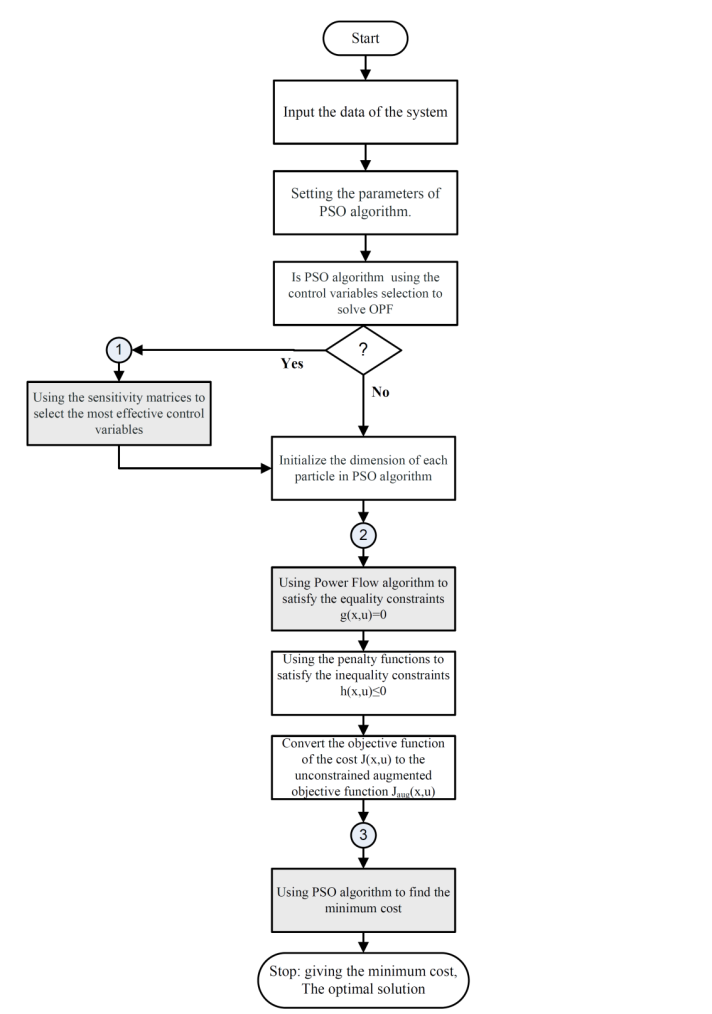 Start
Input the data of the system
Setting the parameters of
PSO algorithm.
Is PSO algorithm using the
control variables selection to
solve OPF
?
1
Yes
No
Using the sensitivity matrices to
select the most effective control
variables
Initialize the dimension of each
particle in PSO algorithm
2
Using Power Flow algorithm to
satisfy the equality constraints
g(x,u)=0
Using the penalty functions to
satisfy the inequality constraints
h(x,u)≤0
Convert the objective function
of the cost J(x,u) to the
unconstrained augmented
objective function Jaug(x,u)
3
Using PSO algorithm to find the
minimum cost
Stop: giving the minimum cost,
The optimal solution